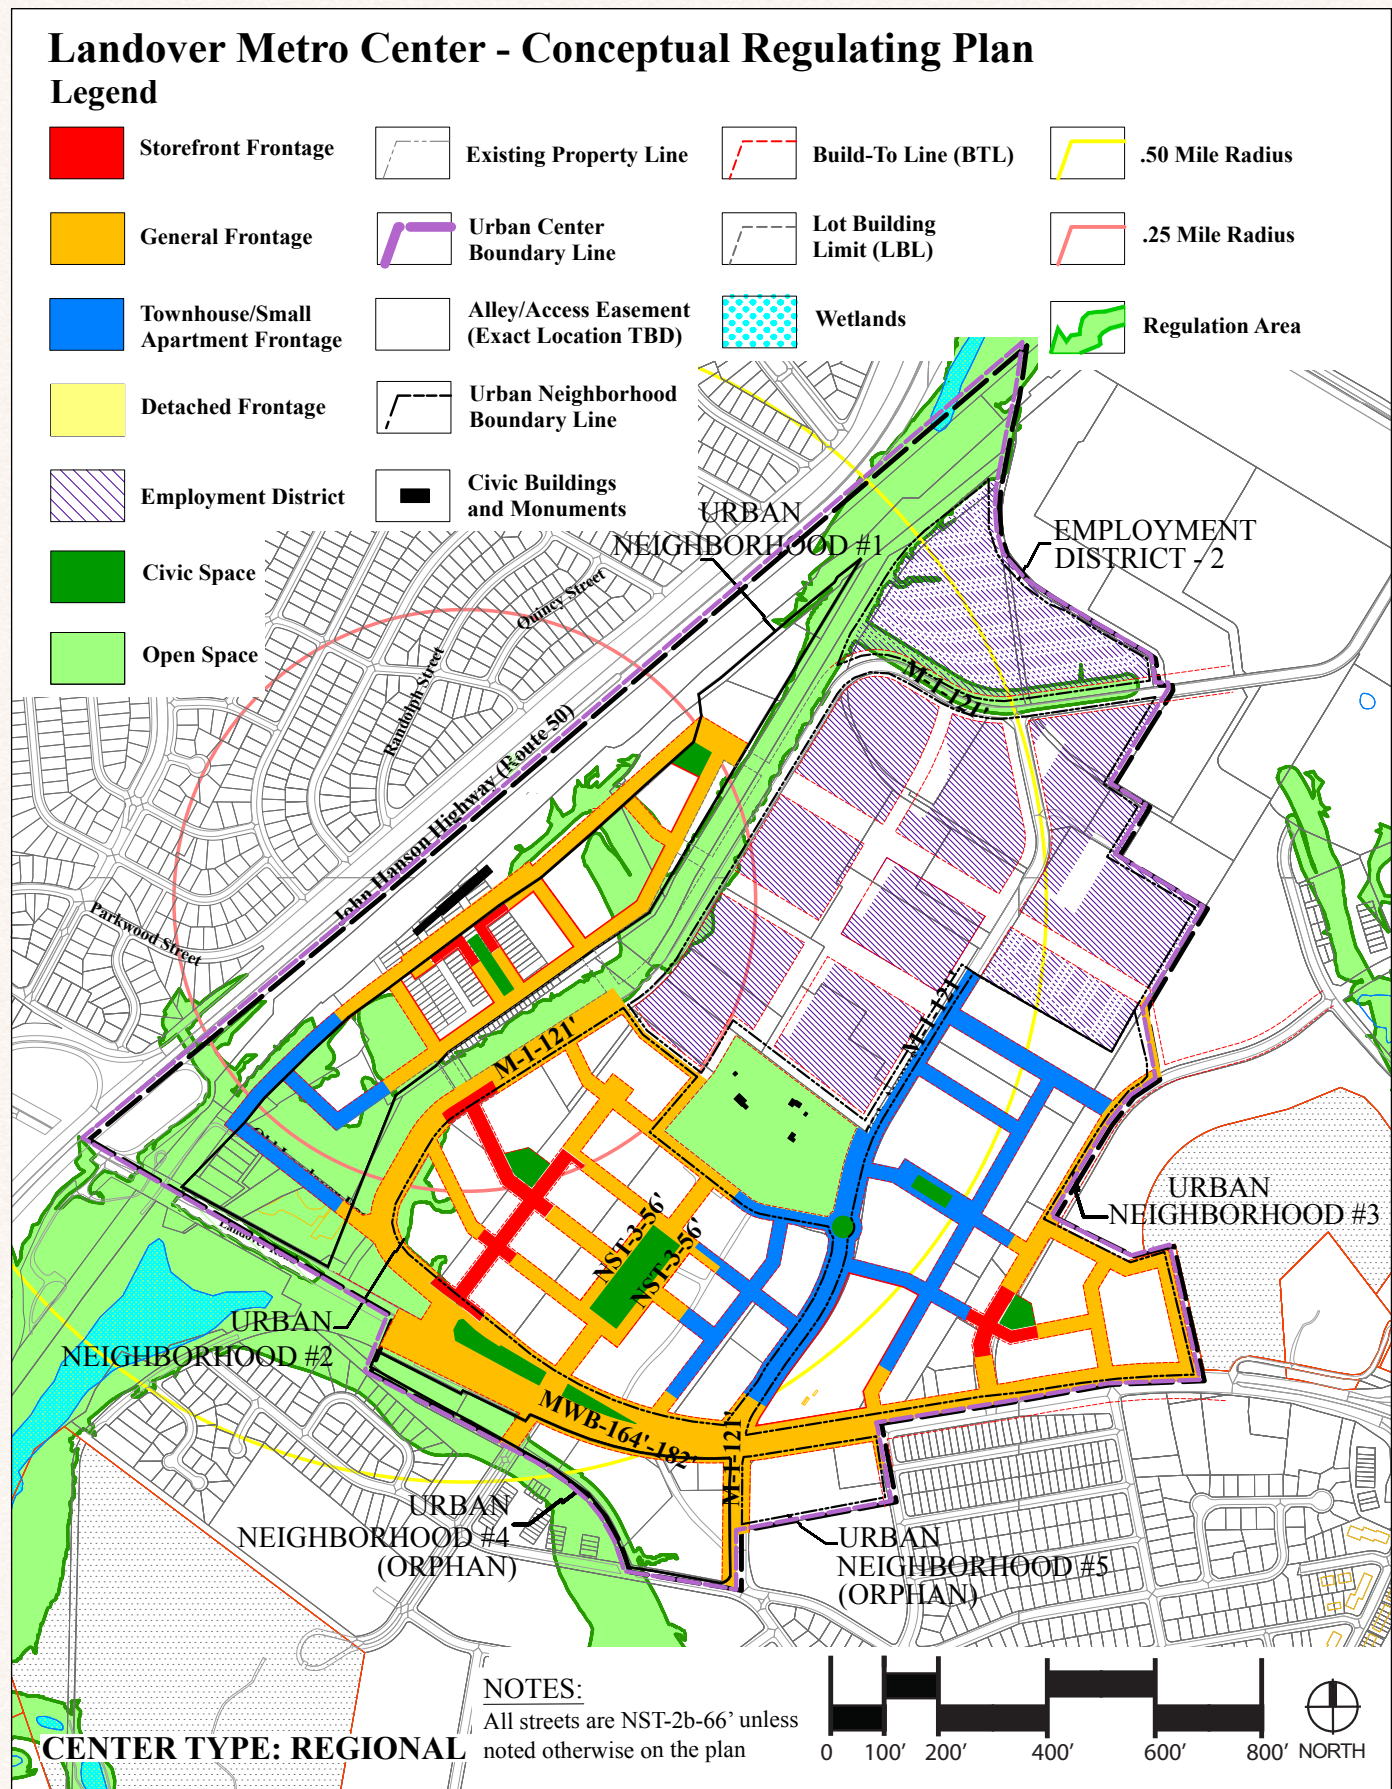 Landover Metro Center - Conceptual Regulating Plan
Legend
Storefront Frontage
General Frontage
Townhouse/Small
Apartment Frontage
Detached Frontage
Employment District
Civic Space
Open Space
Existing Property Line
Urban Center
Boundary Line
Alley/Access Easement
(Exact Location TBD)
Urban Neighborhood
Boundary Line
Civic Buildings
and Monuments
Build-To Line (BTL)
Lot Building
Limit (LBL)
Wetlands
.50 Mile Radius
.25 Mile Radius
Regulation Area
URBAN
NEIGHBORHOOD #1
EMPLOYMENT
DISTRICT - 2
Quincy Street
Randolph Street
John Hanson Highway (Route 50)
Parkwood Street
M-1-121'
M-1-121'
M-1-121'
NST-3-56'
NST-3-56'
URBAN
NEIGHBORHOOD #3
URBAN
NEIGHBORHOOD #2
MWB-164'-182'
M-1-121'
URBAN
NEIGHBORHOOD #4
(ORPHAN)
URBAN
NEIGHBORHOOD #5
(ORPHAN)
NOTES:
All streets are NST-2b-66’ unless
noted otherwise on the plan
CENTER TYPE: REGIONAL
0 100’ 200’ 400’ 600’ 800’ NORTH